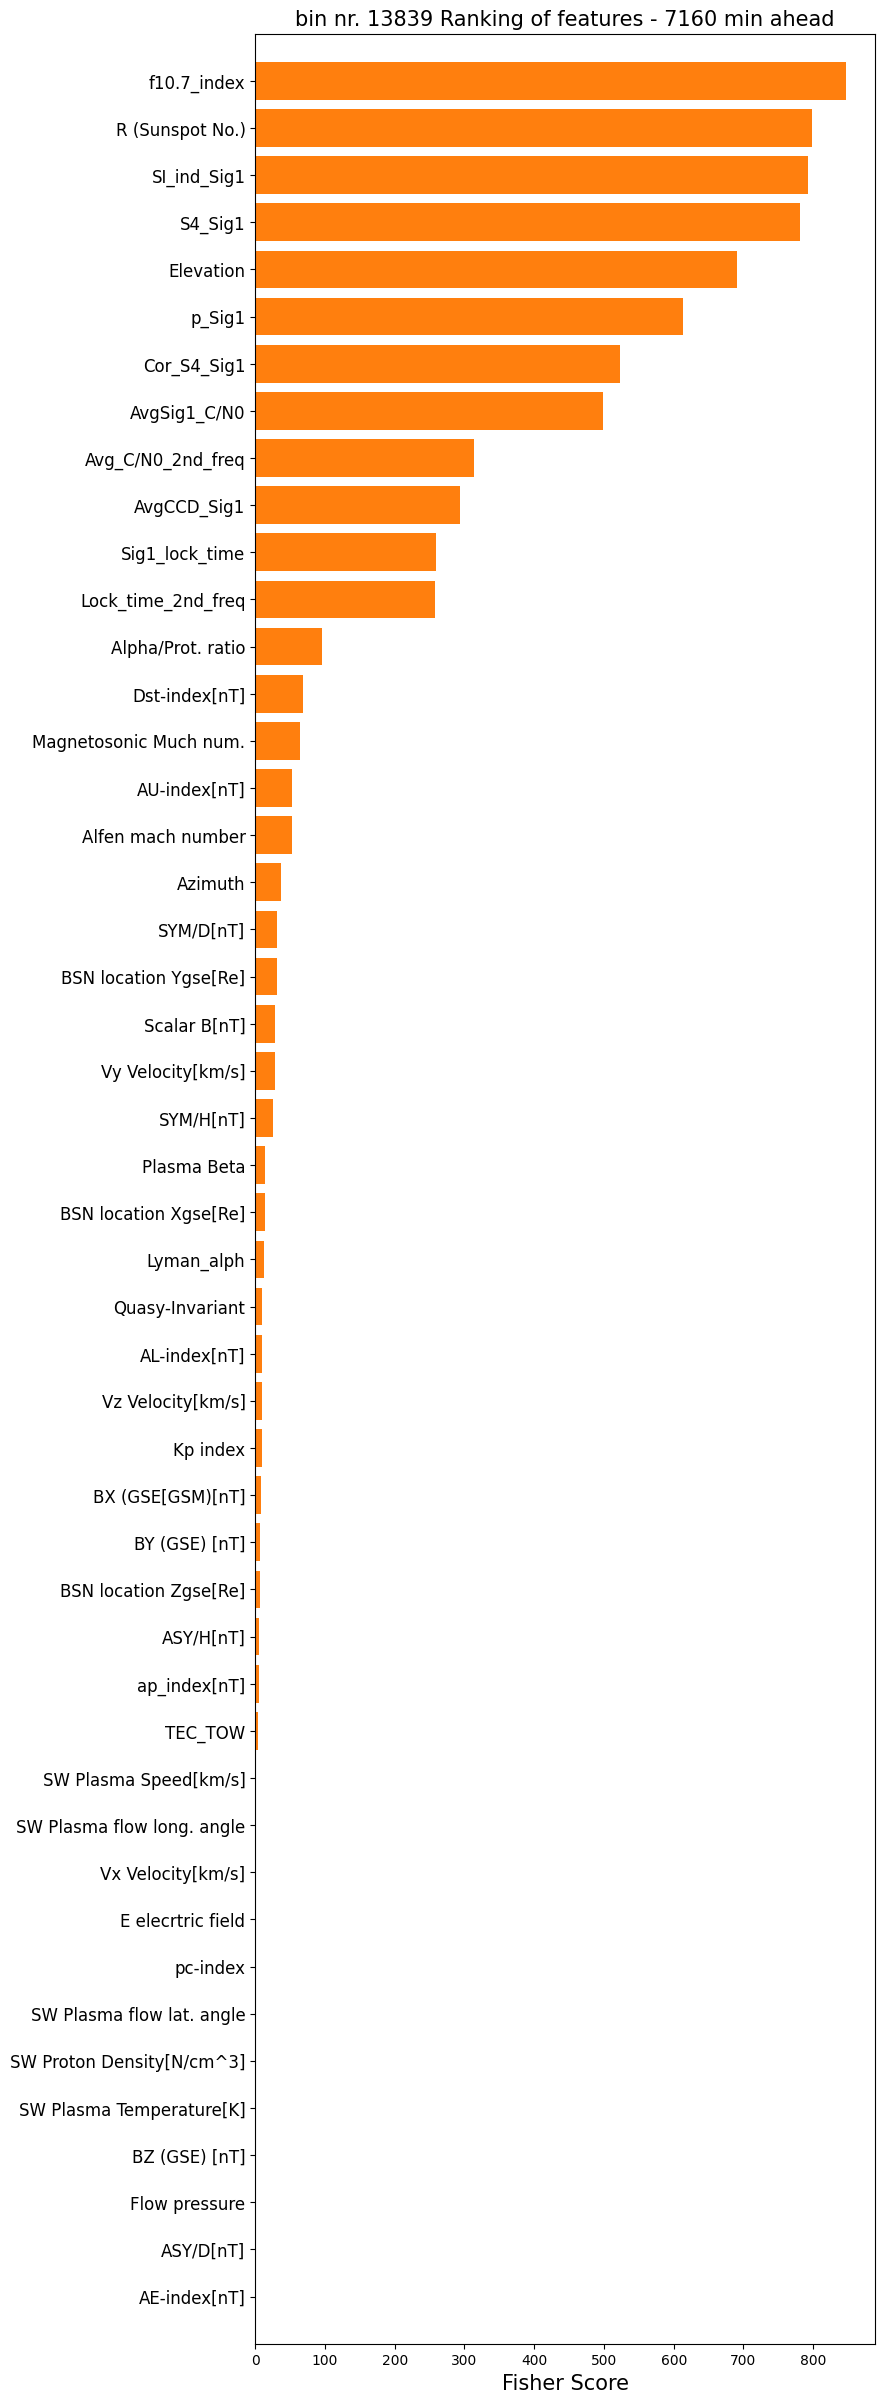 bin nr. 13839 Ranking of features - 7160 min ahead
f10.7_index
R (Sunspot No.)
SI_ind_Sig1
S4_Sig1
Elevation
p_Sig1
Cor_S4_Sig1
AvgSig1_C/N0
Avg_C/N0_2nd_freq
AvgCCD_Sig1
Sig1_lock_time
Lock_time_2nd_freq
Alpha/Prot. ratio
Dst-index[nT]
Magnetosonic Much num.
AU-index[nT]
Alfen mach number
Azimuth
SYM/D[nT]
BSN location Ygse[Re]
Scalar B[nT]
Vy Velocity[km/s]
SYM/H[nT]
Plasma Beta
BSN location Xgse[Re]
Lyman_alph
Quasy-Invariant
AL-index[nT]
Vz Velocity[km/s]
Kp index
BX (GSE[GSM)[nT]
BY (GSE) [nT]
BSN location Zgse[Re]
ASY/H[nT]
ap_index[nT]
TEC_TOW
SW Plasma Speed[km/s]
SW Plasma flow long. angle
Vx Velocity[km/s]
E elecrtric field
pc-index
SW Plasma flow lat. angle
SW Proton Density[N/cm^3]
SW Plasma Temperature[K]
BZ (GSE) [nT]
Flow pressure
ASY/D[nT]
AE-index[nT]
0 100 200 300 400 500 600 700 800
Fisher Score